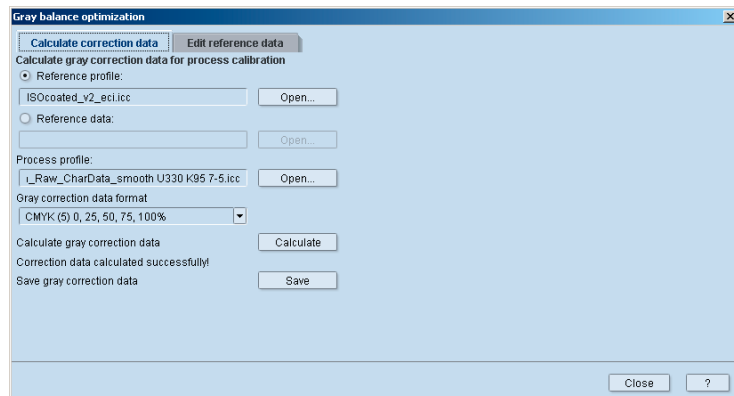 Gray balance optimization
Calculate correction data
Edit reference data
Calculate gray correction data for process calibration
Reference profile:
ISOcoated_v2_eci.icc
Open...
Reference data:
Open...
Process profile:
_Raw_CharData_smooth U330 K95 7-5.icc
Open...
Gray correction data format
CMYK (5) 0, 25, 50, 75, 100%
Calculate gray correction data
Calculate
Correction data calculated successfully!
Save gray correction data
Save
Close
?